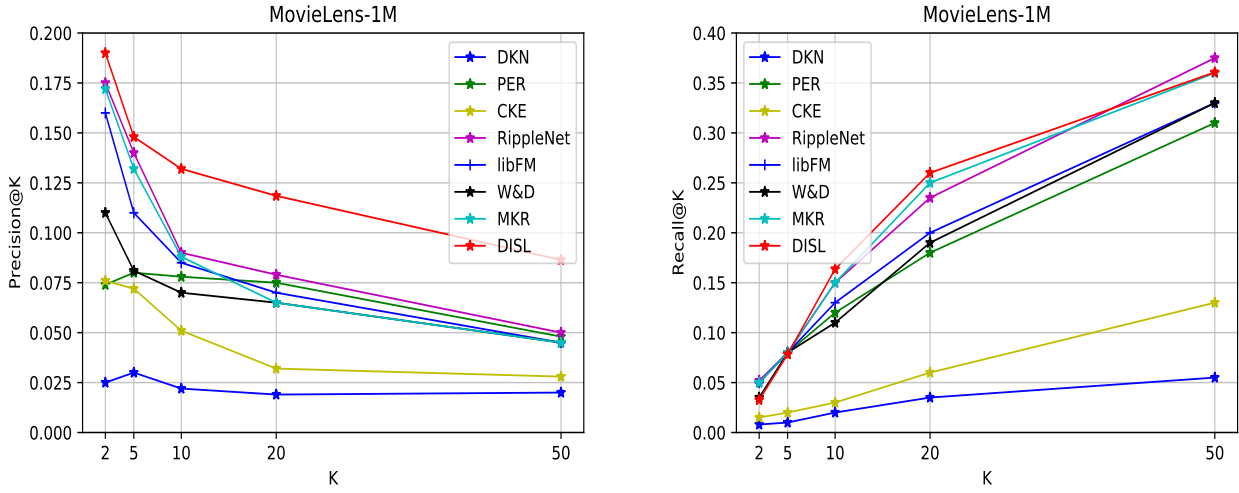 MovieLens-1M
Precision@K
0.200
0.175
0.150
0.125
0.100
0.075
0.050
0.025
0.000
2 5 10 20 50
K
DKN
PER
CKE
RippleNet
libFM
W&D
MKR
DISL
MovieLens-1M
Recall@K
0.40
0.35
0.30
0.25
0.20
0.15
0.10
0.05
0.00
2 5 10 20 50
K
DKN
PER
CKE
RippleNet
libFM
W&D
MKR
DISL